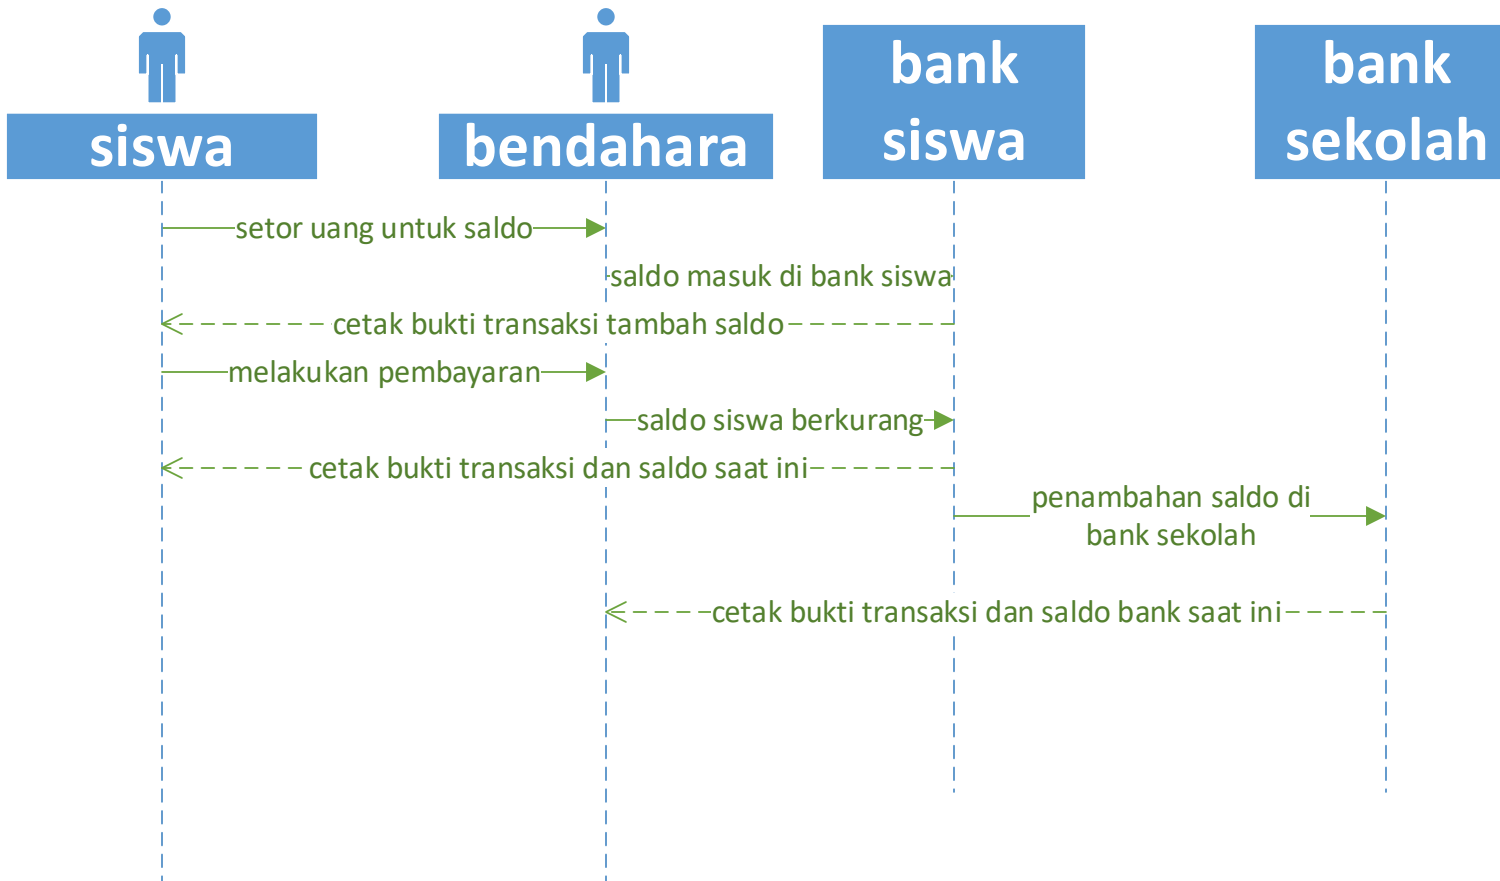 siswa
bendahara
bank
siswa
bank
sekolah
setor uang untuk saldo
saldo masuk di bank siswa
cetak bukti transaksi tambah saldo
melakukan pembayaran
saldo siswa berkurang
cetak bukti transaksi dan saldo saat ini
penambahan saldo di
bank sekolah
cetak bukti transaksi dan saldo bank saat ini